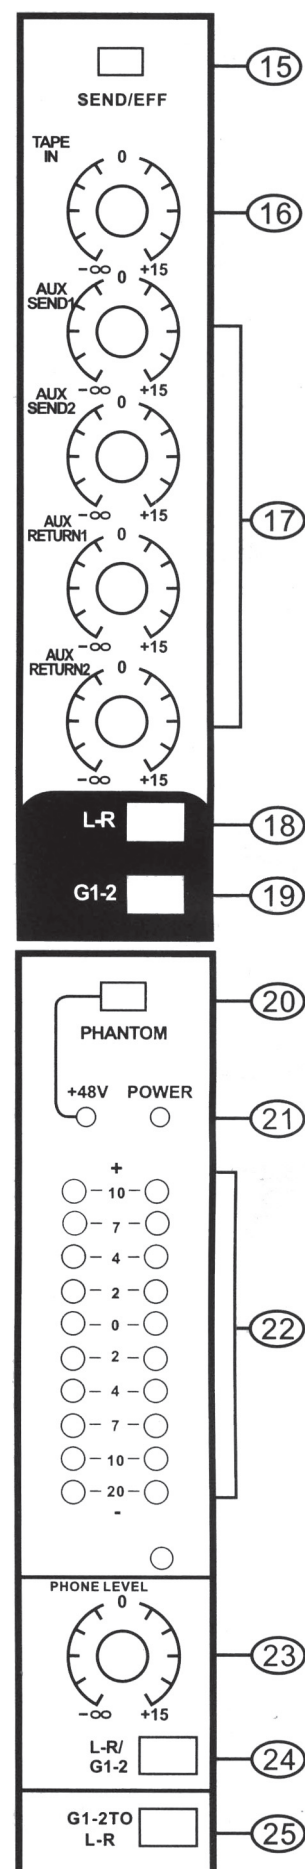 15
SEND/EFF
TAPE
IN
0
16
-∞ +15
AUX
SEND1
0
-∞ +15
AUX
SEND2
0
17
-∞ +15
AUX
RETURN1
0
-∞ +15
AUX
RETURN2
0
-∞ +15
L-R
18
G1-2
19
20
PHANTOM
+48V POWER
21
+
10
7
4
2
0
22
2
4
7
10
20
-
PHONE LEVEL
0
23
-∞ +15
L-R/
G1-2
24
G1-2TO
L-R
25